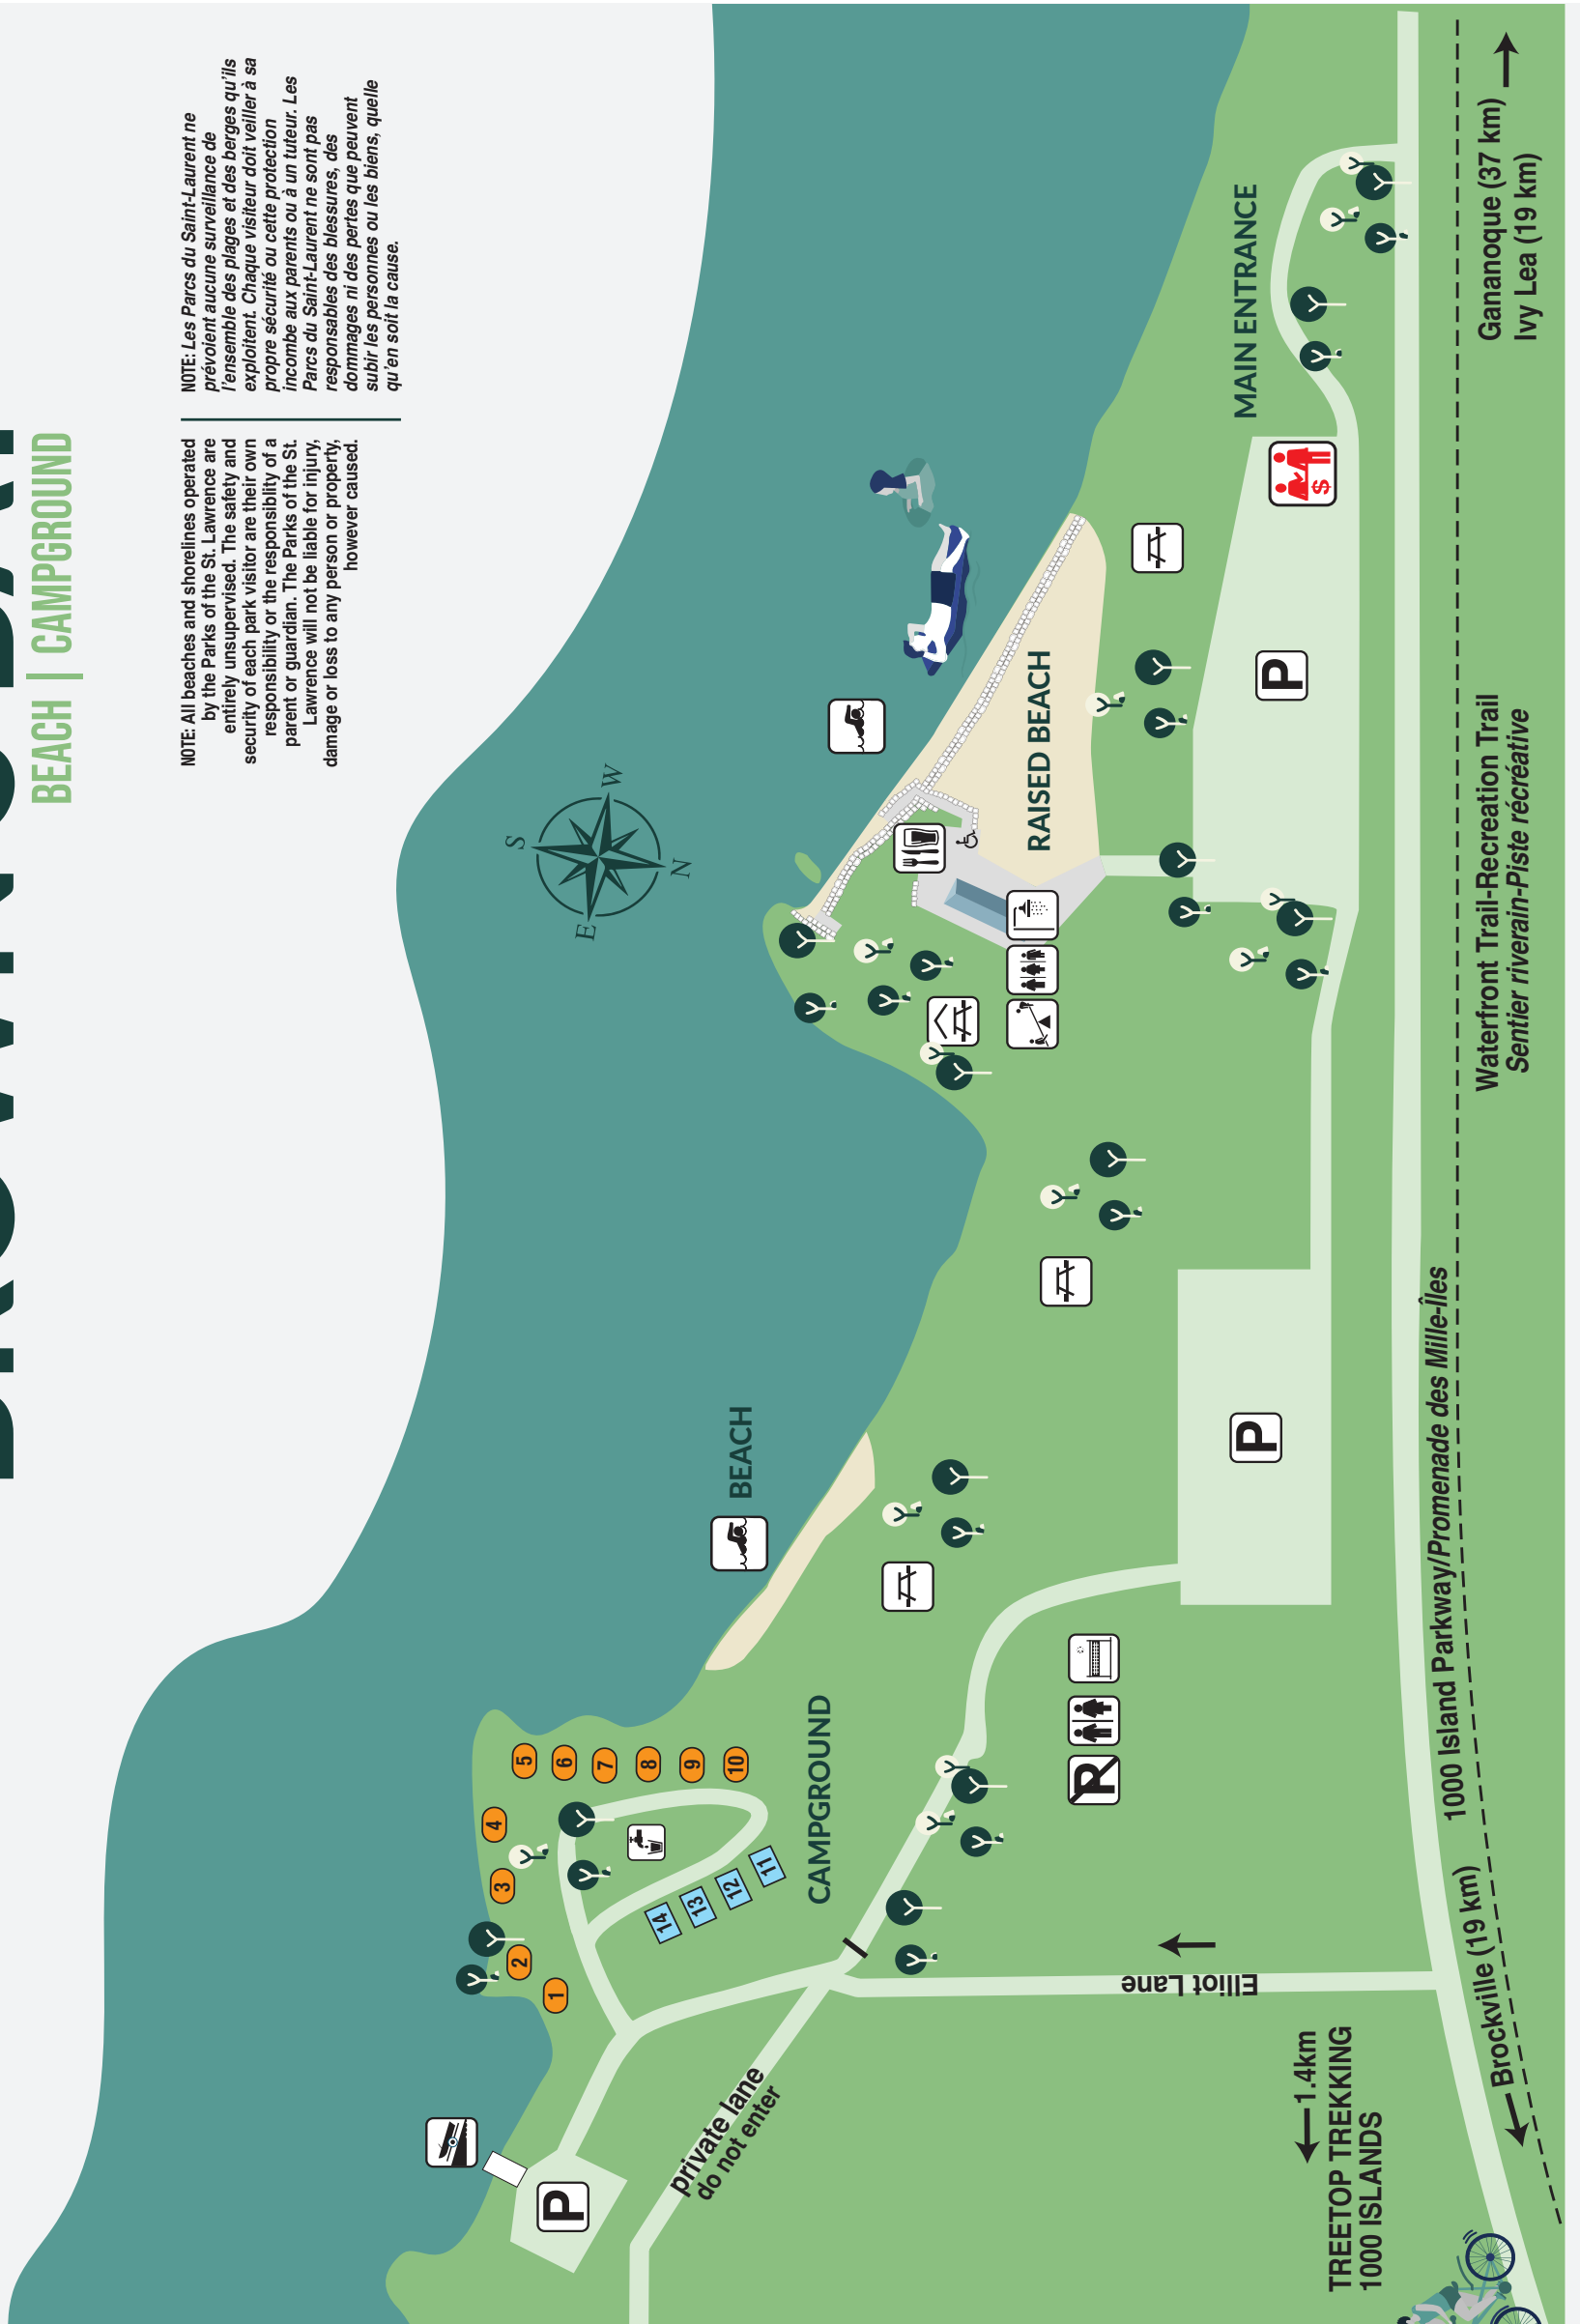 BEACH | CAMPGROUND
NOTE: All beaches and shorelines operated
by the Parks of the St. Lawrence are
entirely unsupervised. The safety and
security of each park visitor are their own
responsibility or the responsiblity of a
parent or guardian. The Parks of the St.
Lawrence will not be liable for injury,
damage or loss to any person or property,
however caused.
NOTE: Les Parcs du Saint-Laurent ne
prévoient aucune surveillance de
l'ensemble des plages et des berges qu'ils
exploitent. Chaque visiteur doit veiller à sa
propre sécurité ou cette protection
incombe aux parents ou à un tuteur. Les
Parcs du Saint-Laurent ne sont pas
responsables des blessures, des
dommages ni des pertes que peuvent
subir les personnes ou les biens, quelle
qu'en soit la cause.
S
W
E
N
BEACH
RAISED BEACH
MAIN ENTRANCE
$
P
P
P
P
1
2
3
4
5
6
7
8
9
10
11
12
13
14
CAMPGROUND
private lane
do not enter
Elliot Lane
1.4km
TREETOP TREKKING
1000 ISLANDS
Brockville (19 km)
1000 Island Parkway/Promenade des Mille-Îles
Waterfront Trail-Recreation Trail
Sentier riverain-Piste récréative
Gananoque (37 km)
Ivy Lea (19 km)